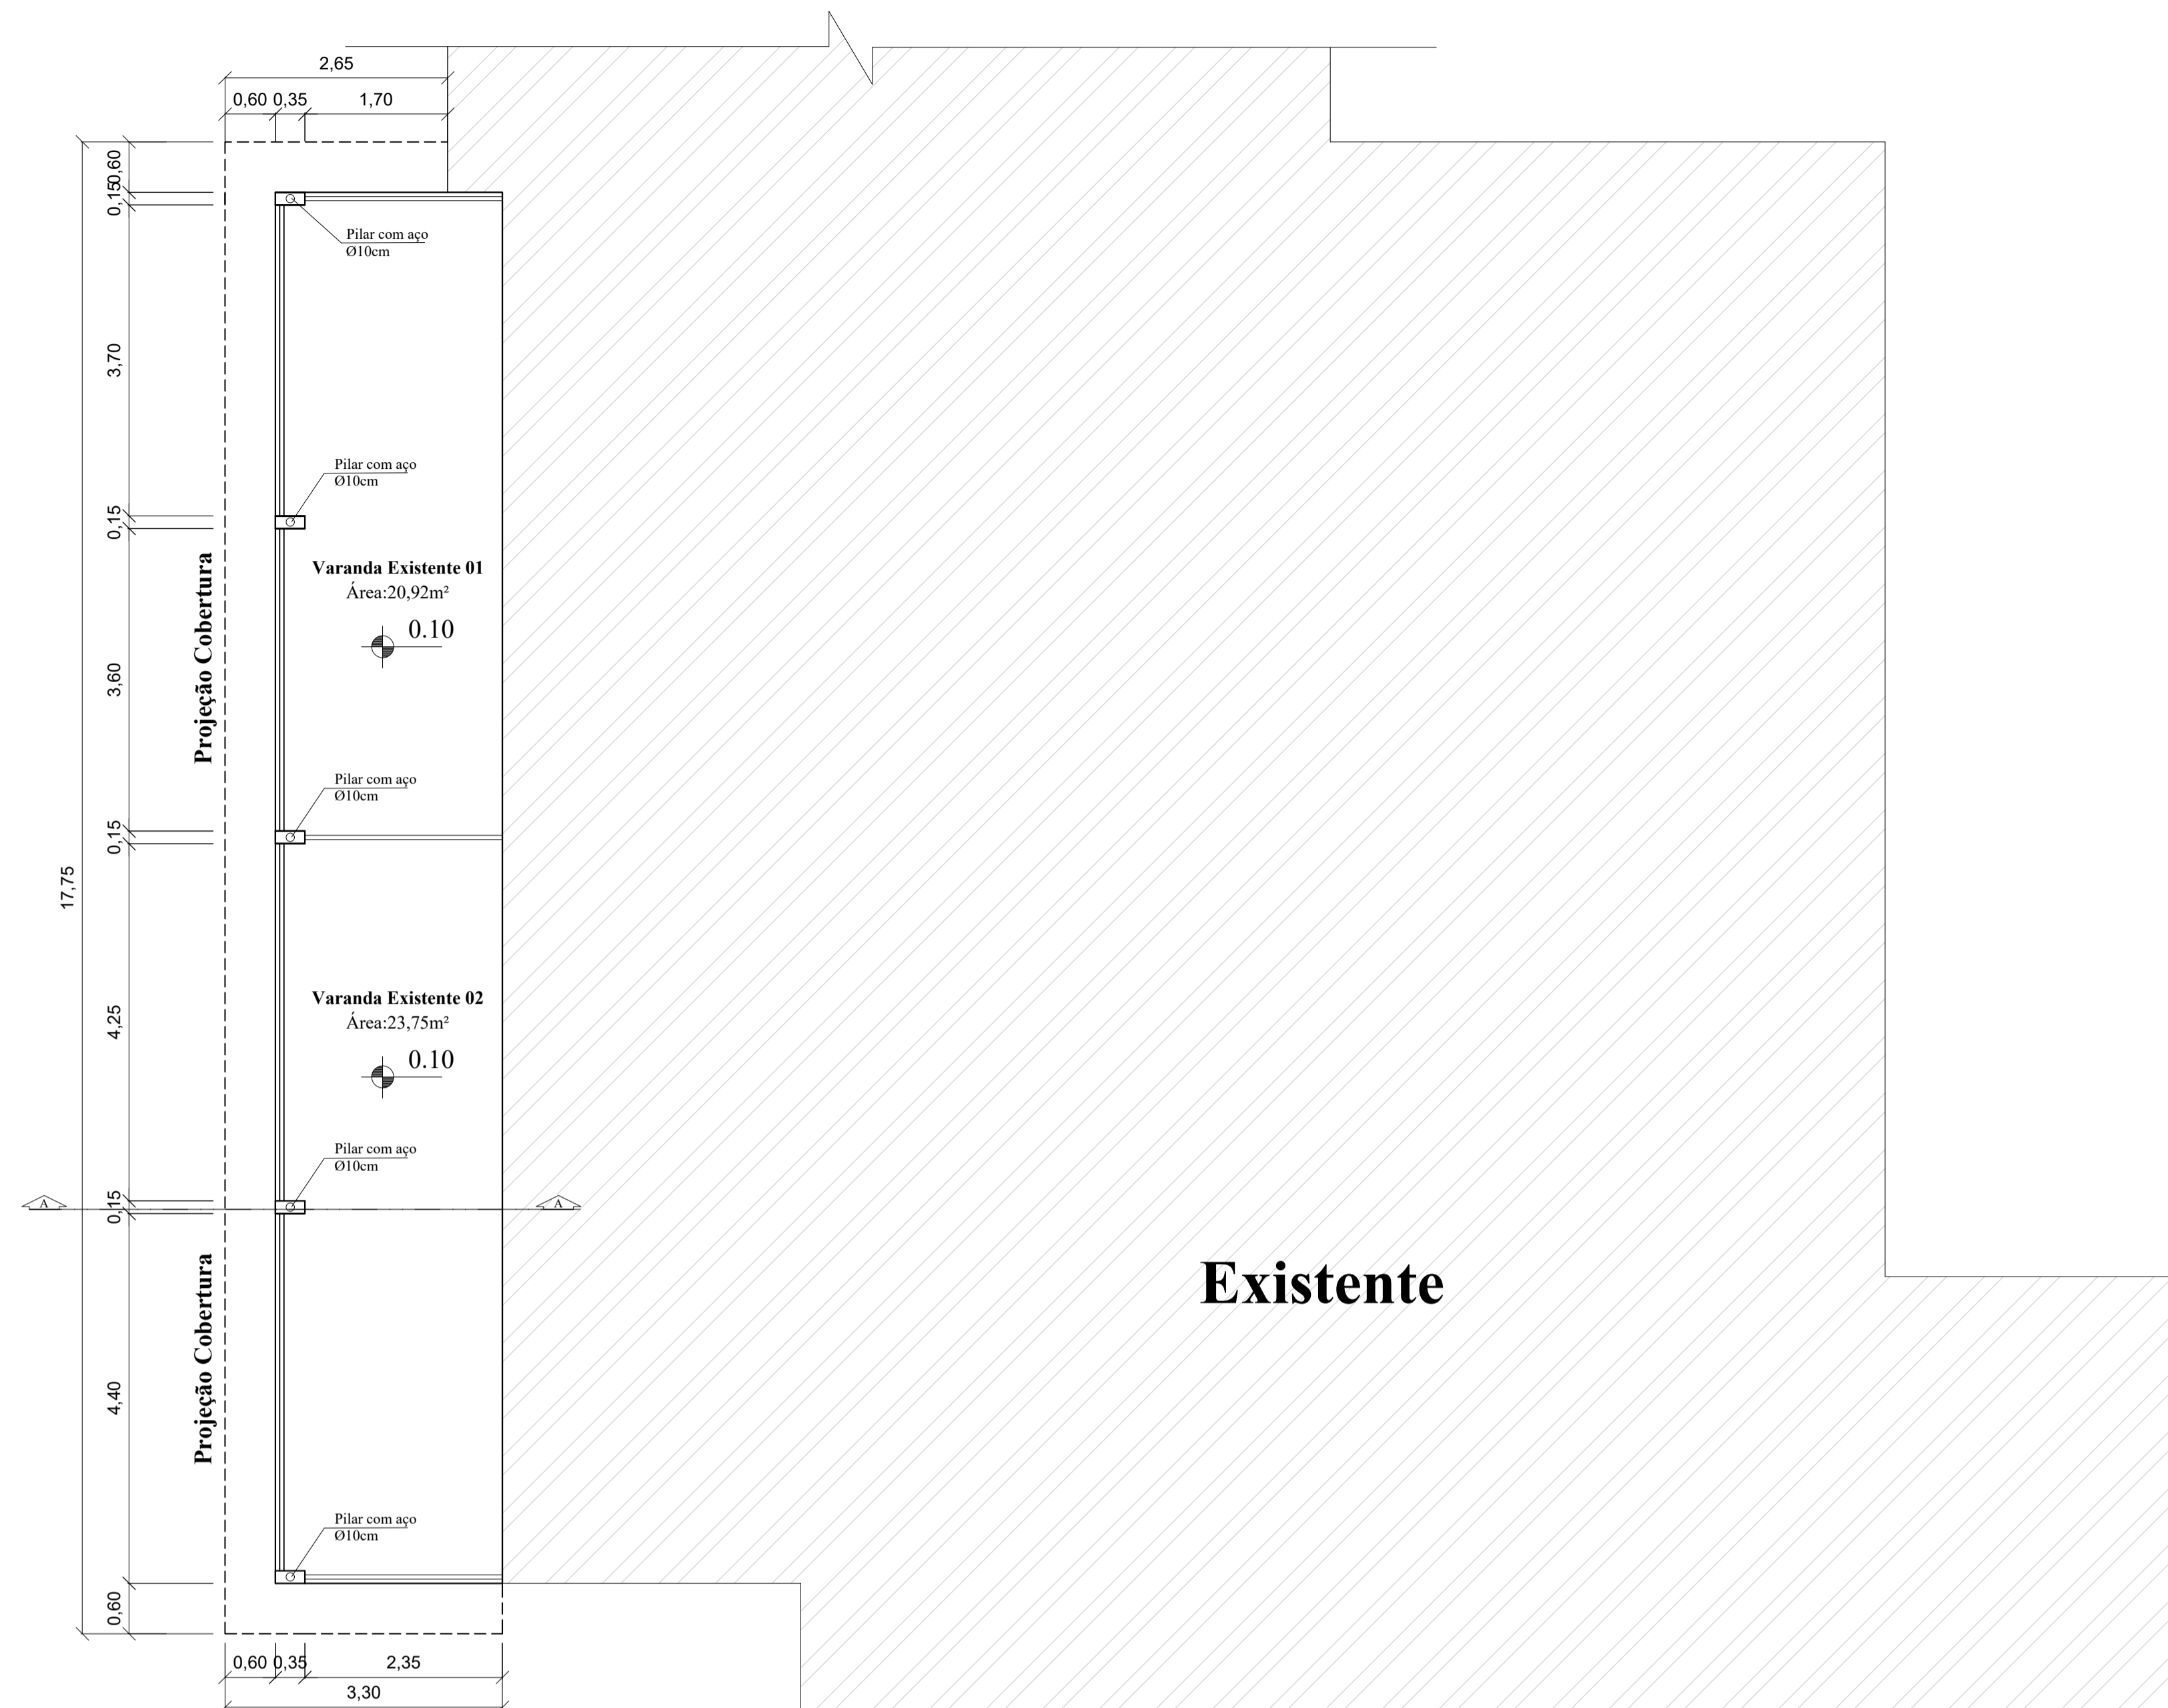 2,65
0,60
0,35
1,70
0,60
0,15
Pilar com aço
Ø10cm
3,70
Pilar com aço
Ø10cm
0,15
Varanda Existente 01
Área:20,92m²
0.10
Projeção Cobertura
3,60
Pilar com aço
Ø10cm
0,15
17,75
Varanda Existente 02
Área:23,75m²
0.10
4,25
Pilar com aço
Ø10cm
0,15
A
A
Existente
Projeção Cobertura
4,40
Pilar com aço
Ø10cm
0,60
0,60
0,35
2,35
3,30